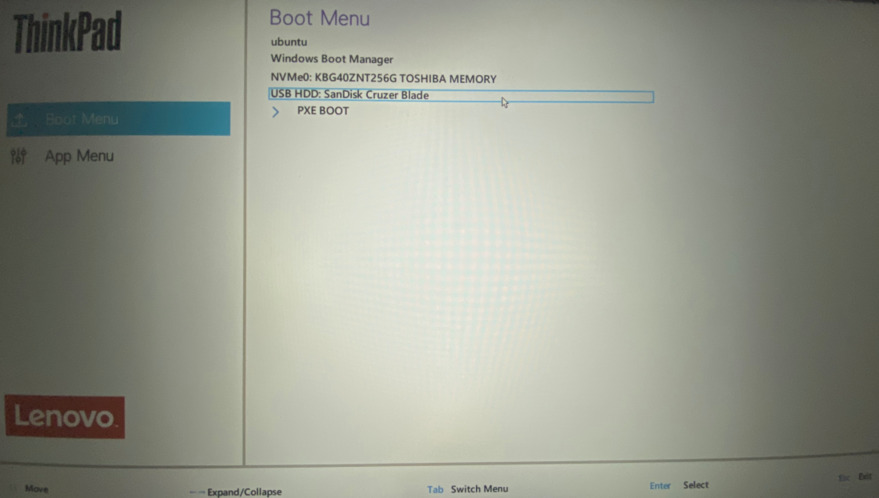 ThinkPad
Boot Menu
App Menu
Lenovo.
Boot Menu
ubuntu
Windows Boot Manager
NVMe0: KBG40ZNT256G TOSHIBA MEMORY
USB HDD: SanDisk Cruzer Blade
PXE BOOT
Move
Expand/Collapse
Tab Switch Menu
Enter Select
Esc Exit